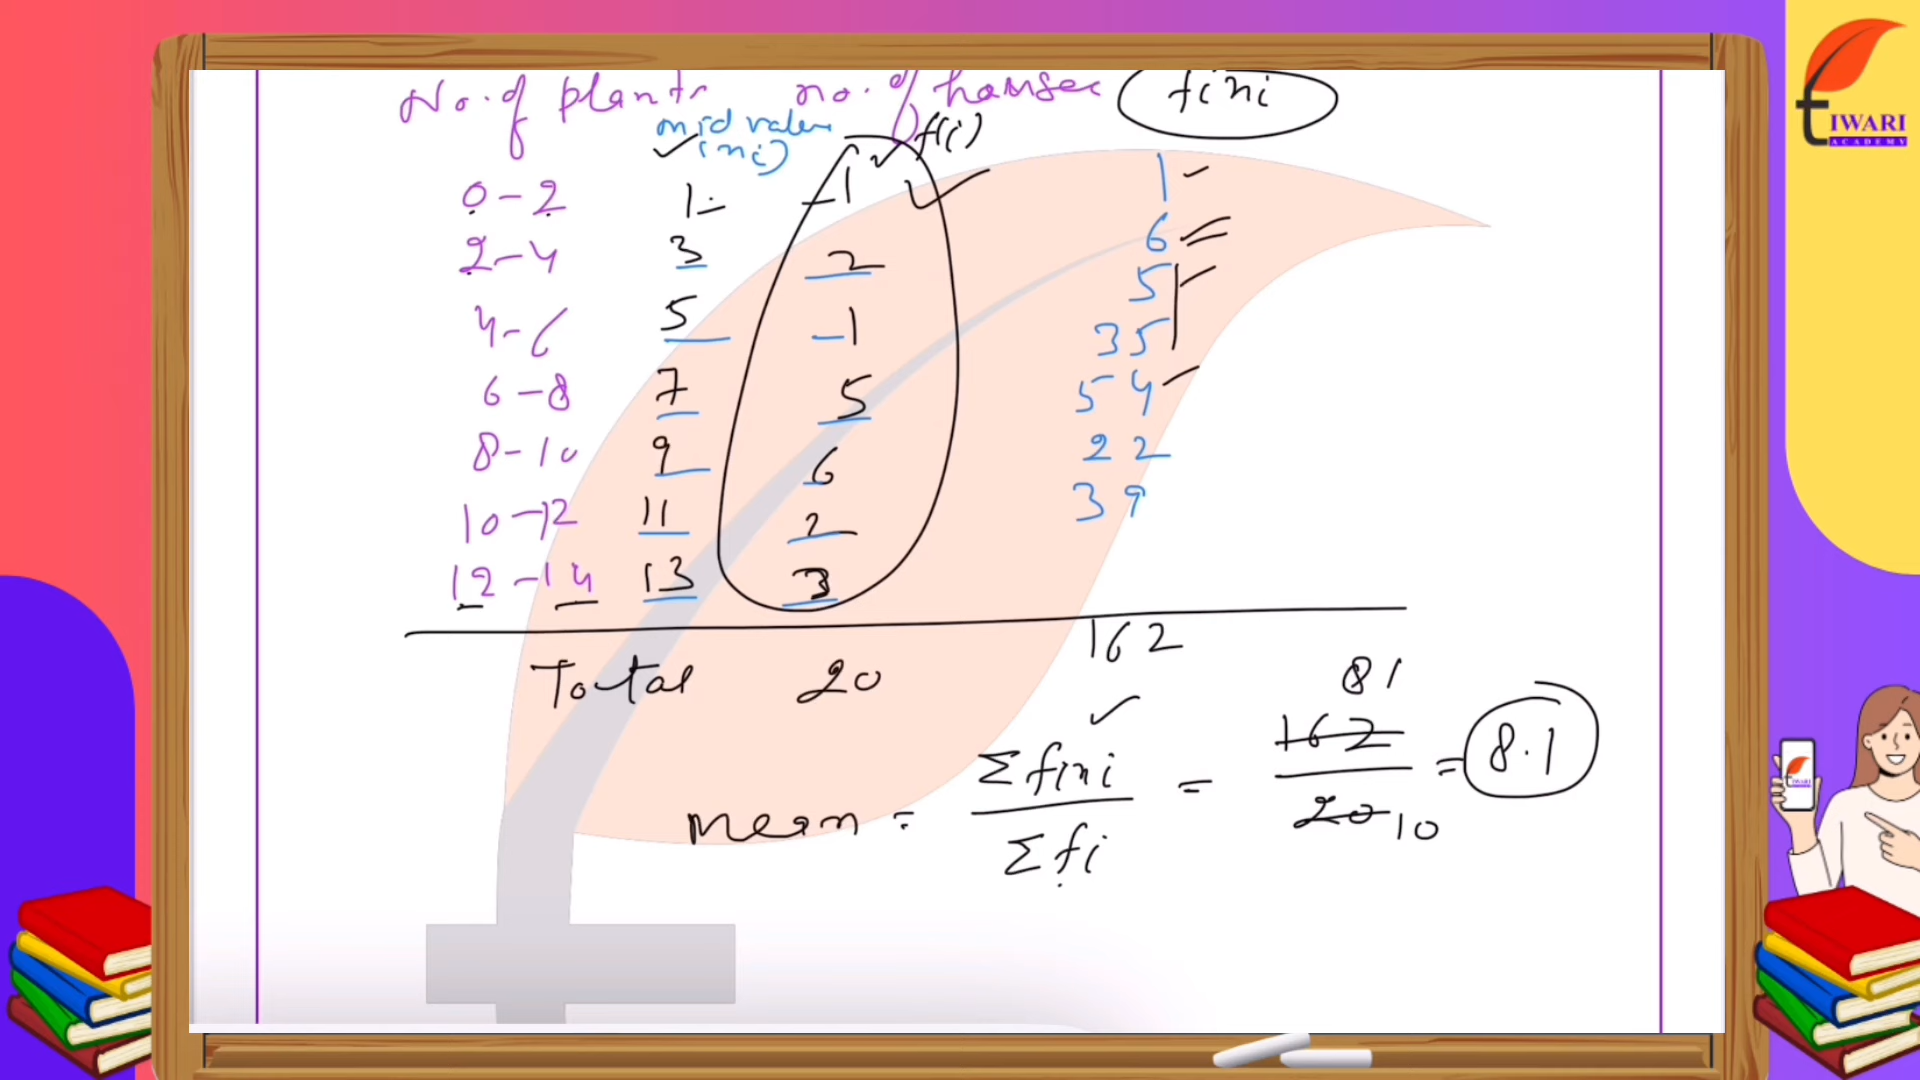 No. of plants no. of houses fixi
mid value
(xi) f(i)
0-2 1 1 1
2-4 3 2 6
4-6 5 1 5
6-8 7 5 35
8-10 9 6 54
10-12 11 2 22
12-14 13 3 39
Total 20 162
mean = Σfixi / Σfi = 162 / 20 = 8.1
81
10
TIWARI
ACADEMY